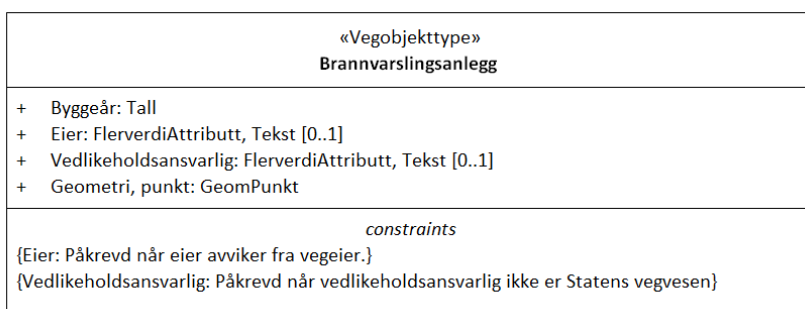 «Vegobjekttype»
Brannvarslingsanlegg
+ Byggeår: Tall
+ Eier: FlerverdiAttributt, Tekst [0..1]
+ Vedlikeholdsansvarlig: FlerverdiAttributt, Tekst [0..1]
+ Geometri, punkt: GeomPunkt
constraints
{Eier: Påkrevd når eier avviker fra vegeier.}
{Vedlikeholdsansvarlig: Påkrevd når vedlikeholdsansvarlig ikke er Statens vegvesen}